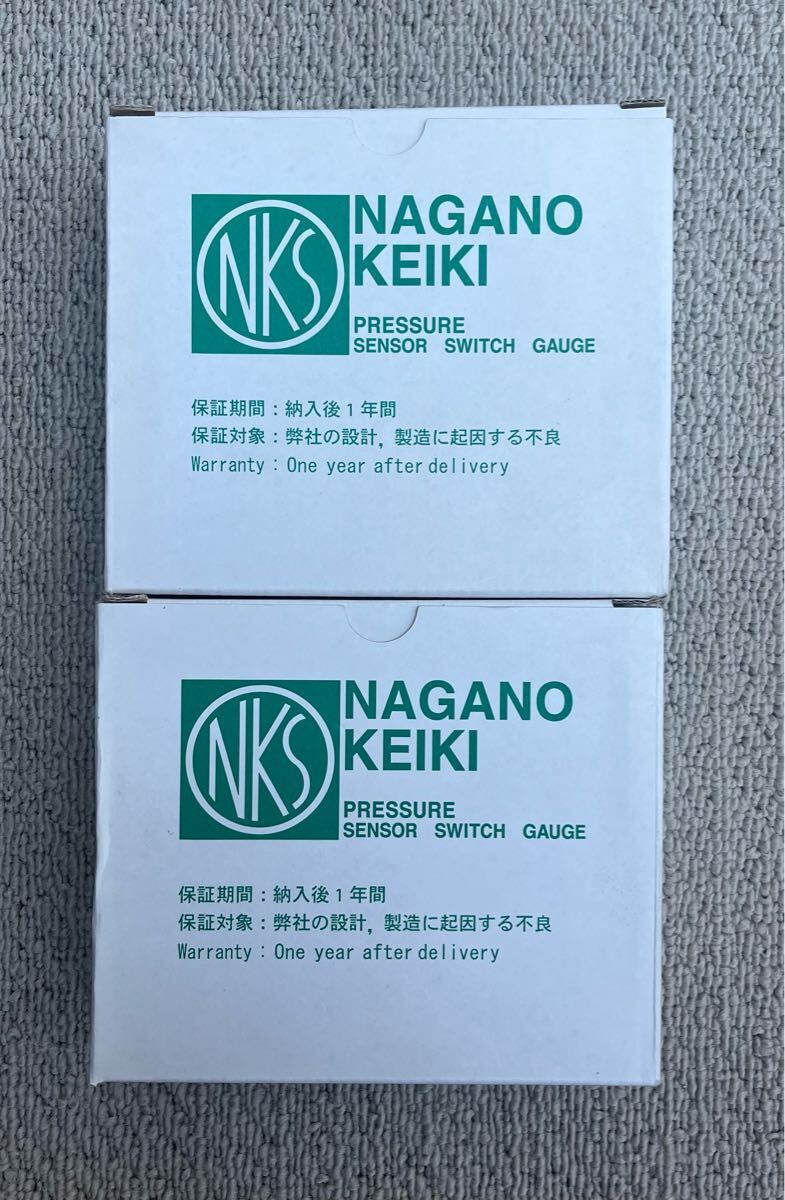 NKS
NAGANO
KEIKI
PRESSURE
SENSOR SWITCH GAUGE
保証期間：納入後1年間
保証対象：弊社の設計，製造に起因する不良
Warranty：One year after delivery
NKS
NAGANO
KEIKI
PRESSURE
SENSOR SWITCH GAUGE
保証期間：納入後1年間
保証対象：弊社の設計，製造に起因する不良
Warranty：One year after delivery